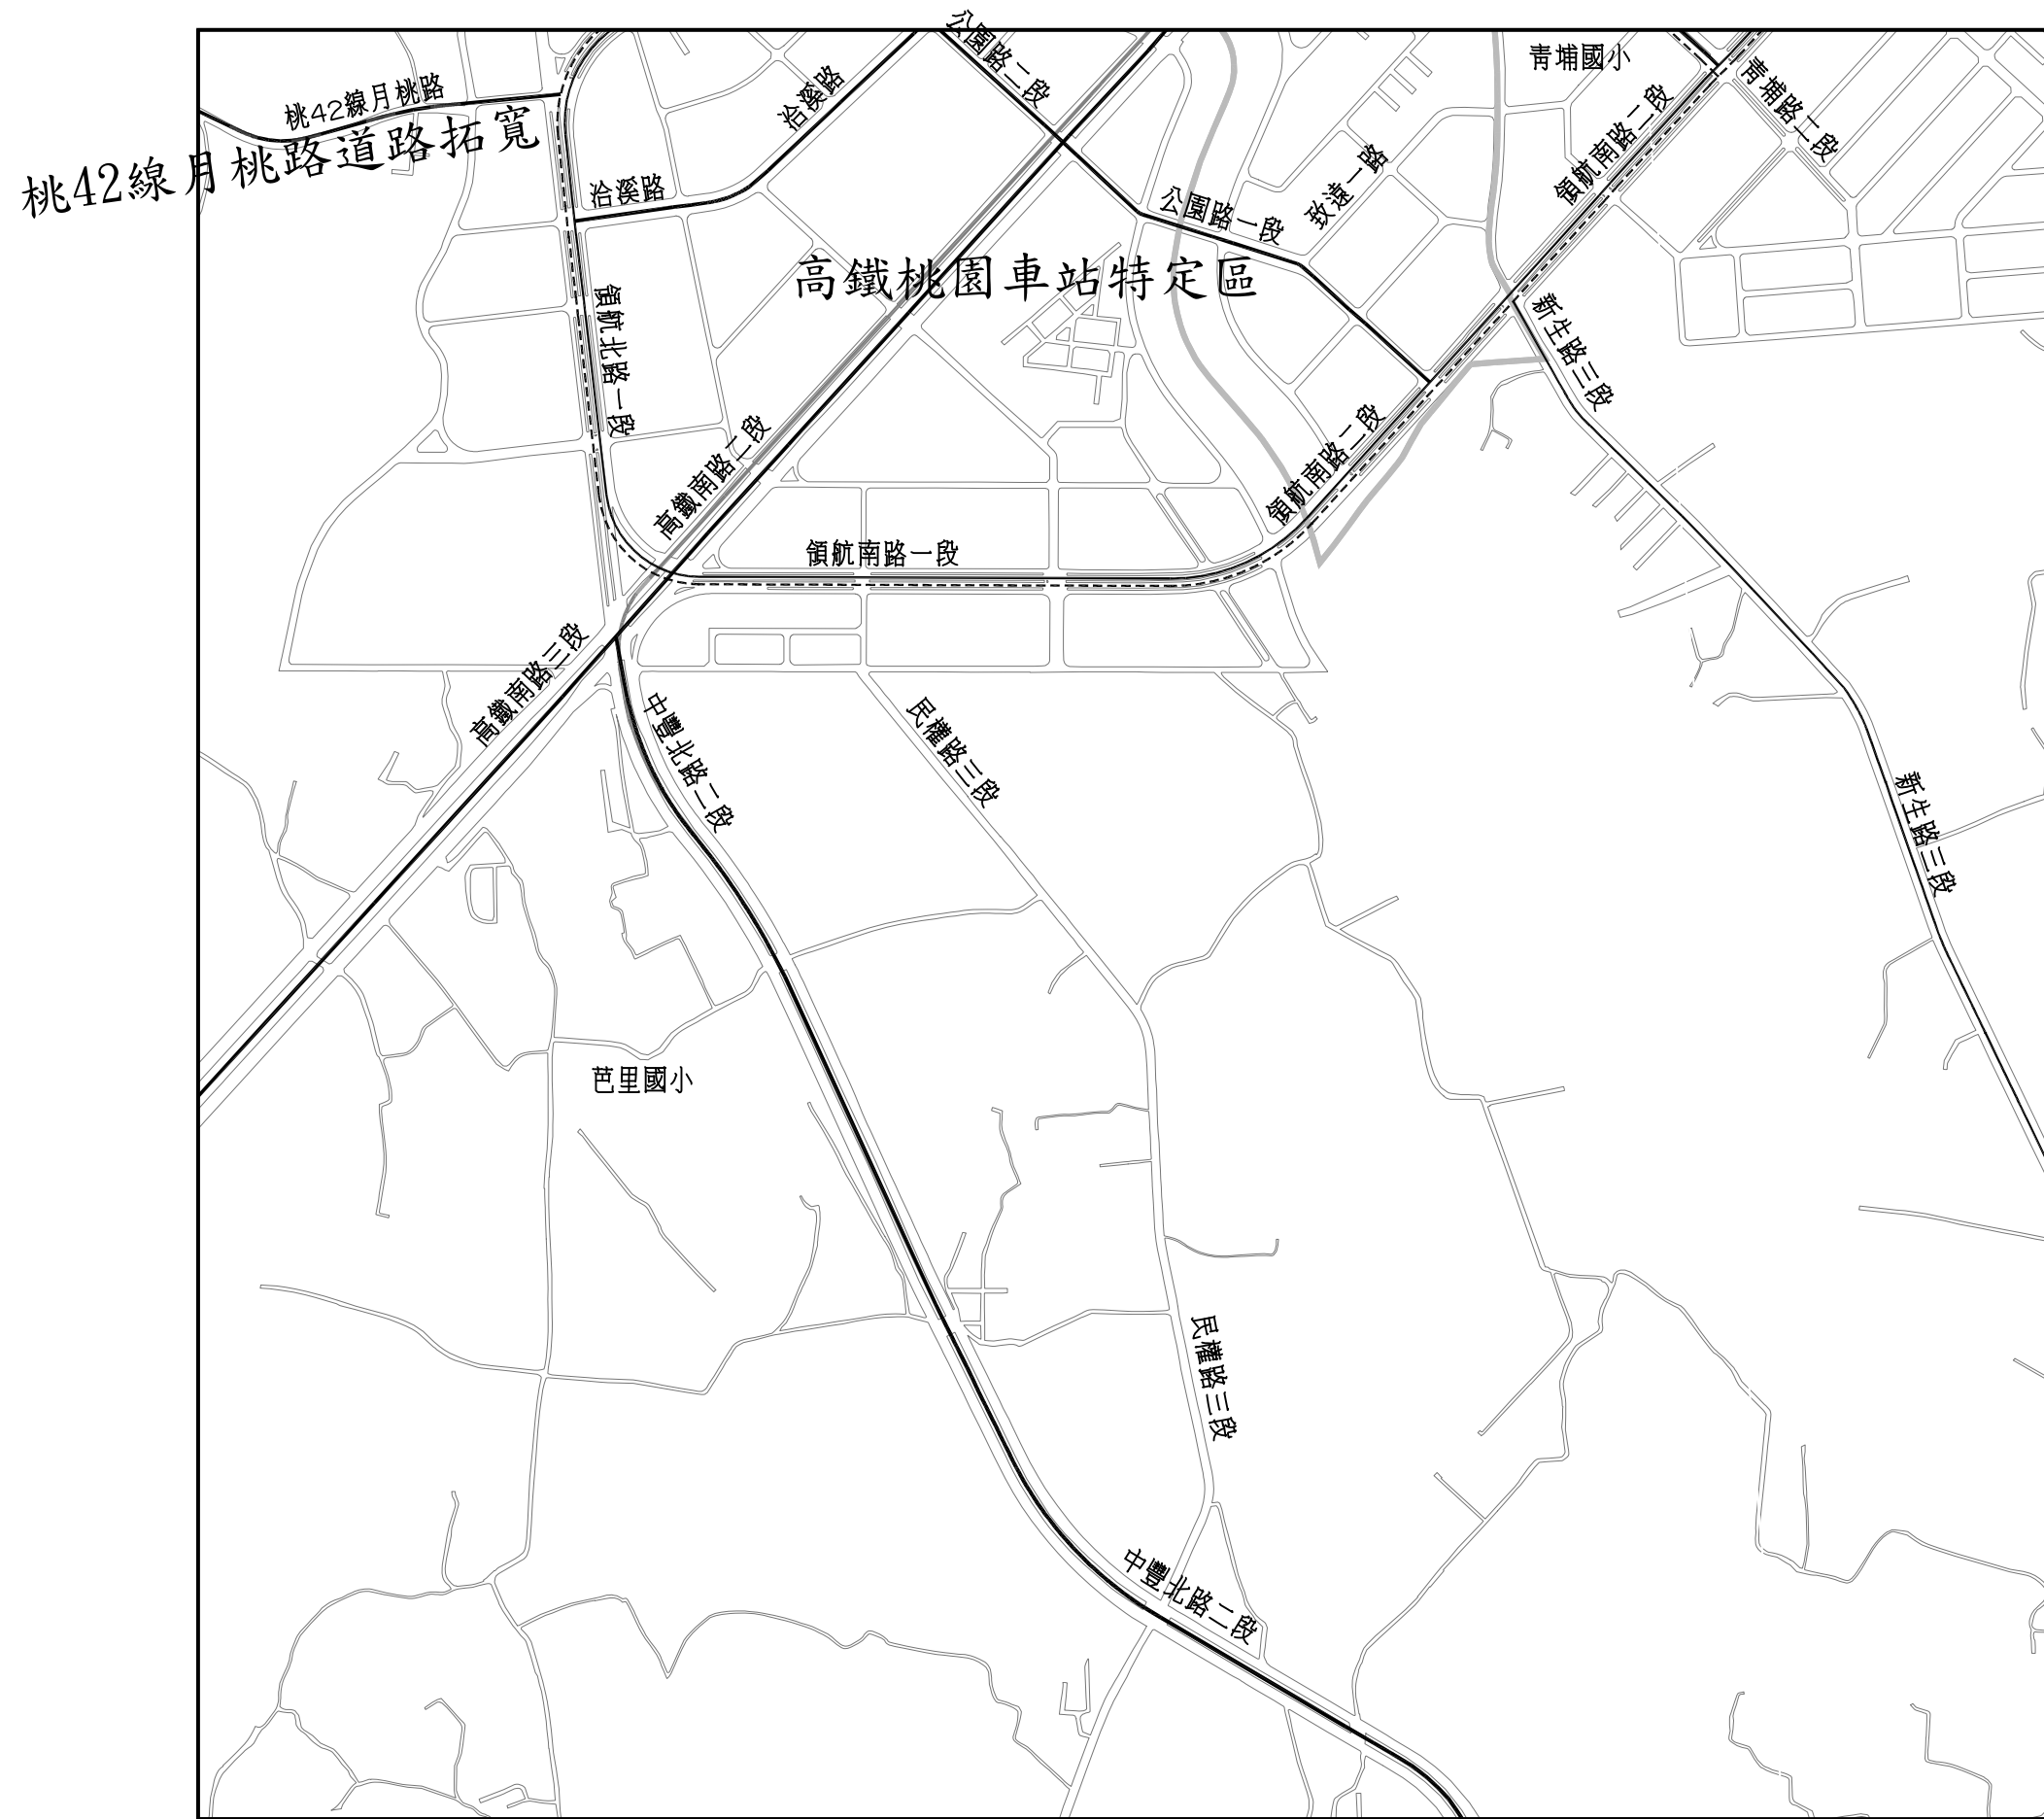 公園路二段
青埔國小
青埔路二段
桃42線月桃路
洽溪路
領航南路二段
桃42線月桃路道路拓寬
洽溪路
公園路一段
致遠一路
高鐵桃園車站特定區
領航北路一段
新生路三段
高鐵南路二段
領航南路二段
領航南路一段
高鐵南路三段
中豐北路二段
民權路三段
新生路三段
芭里國小
民權路三段
中豐北路二段